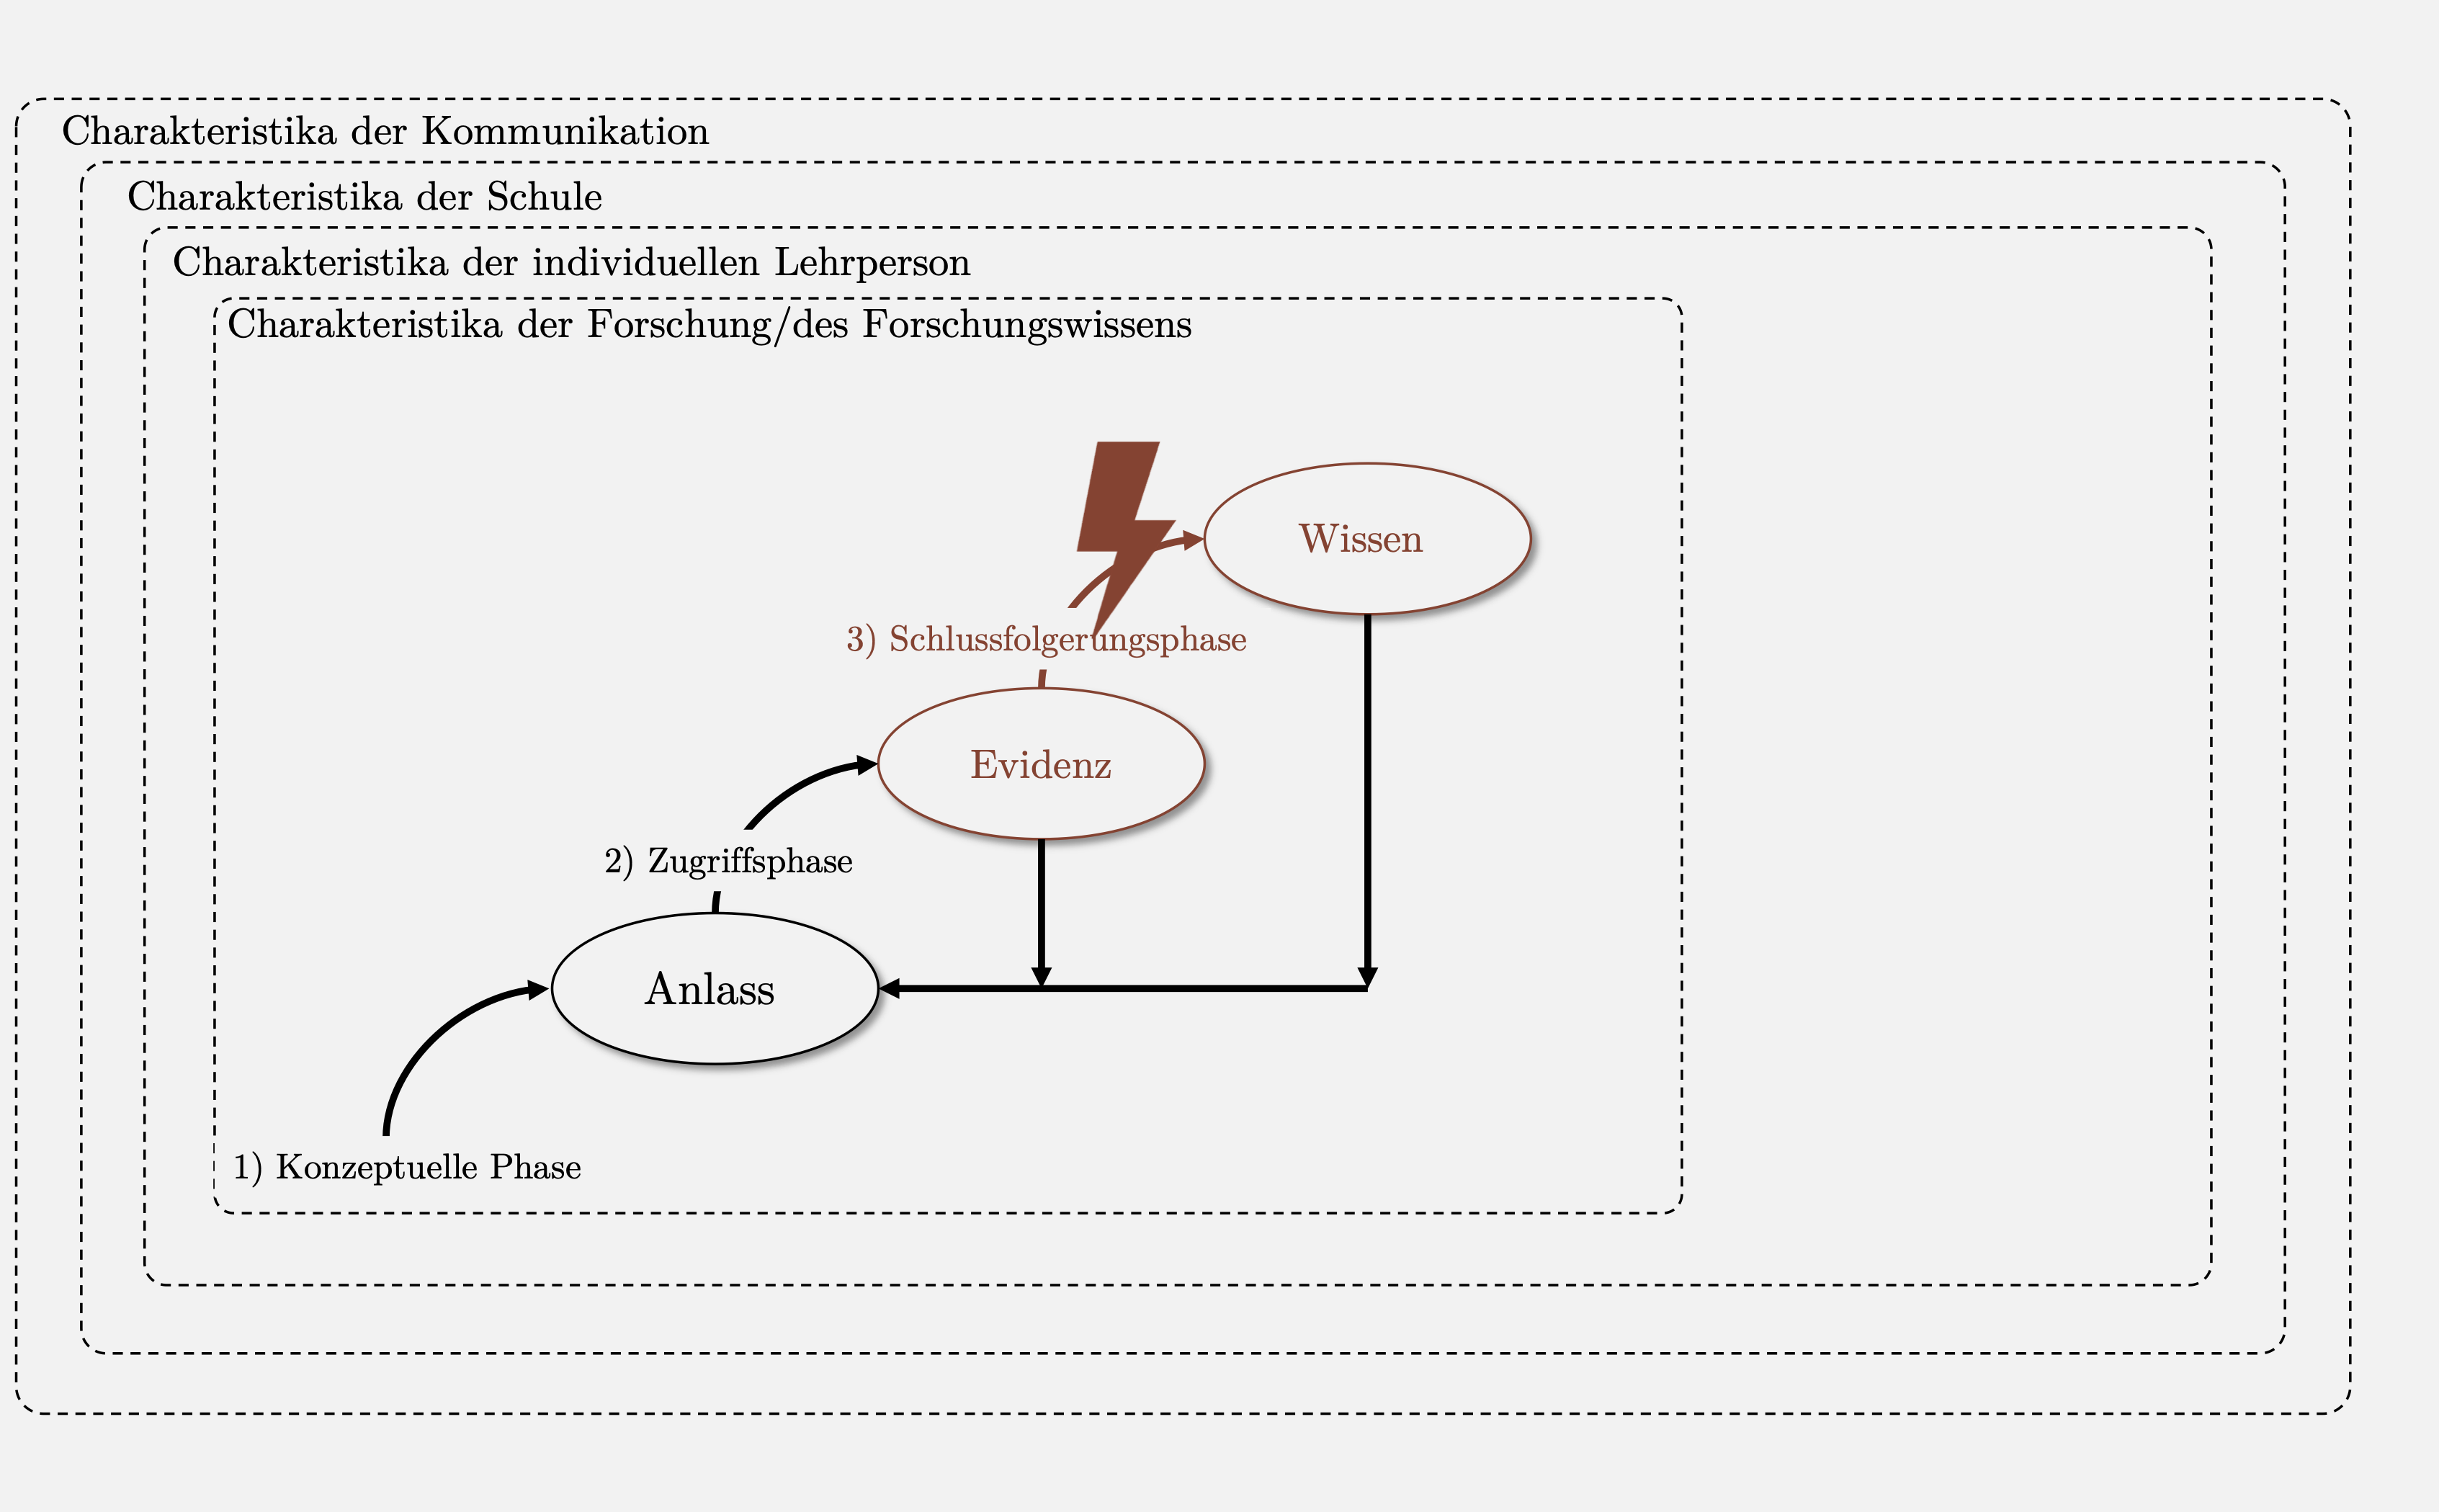 Charakteristika der Kommunikation
Charakteristika der Schule
Charakteristika der individuellen Lehrperson
Charakteristika der Forschung/des Forschungswissens
Wissen
3) Schlussfolgerungsphase
Evidenz
2) Zugriffsphase
Anlass
1) Konzeptuelle Phase